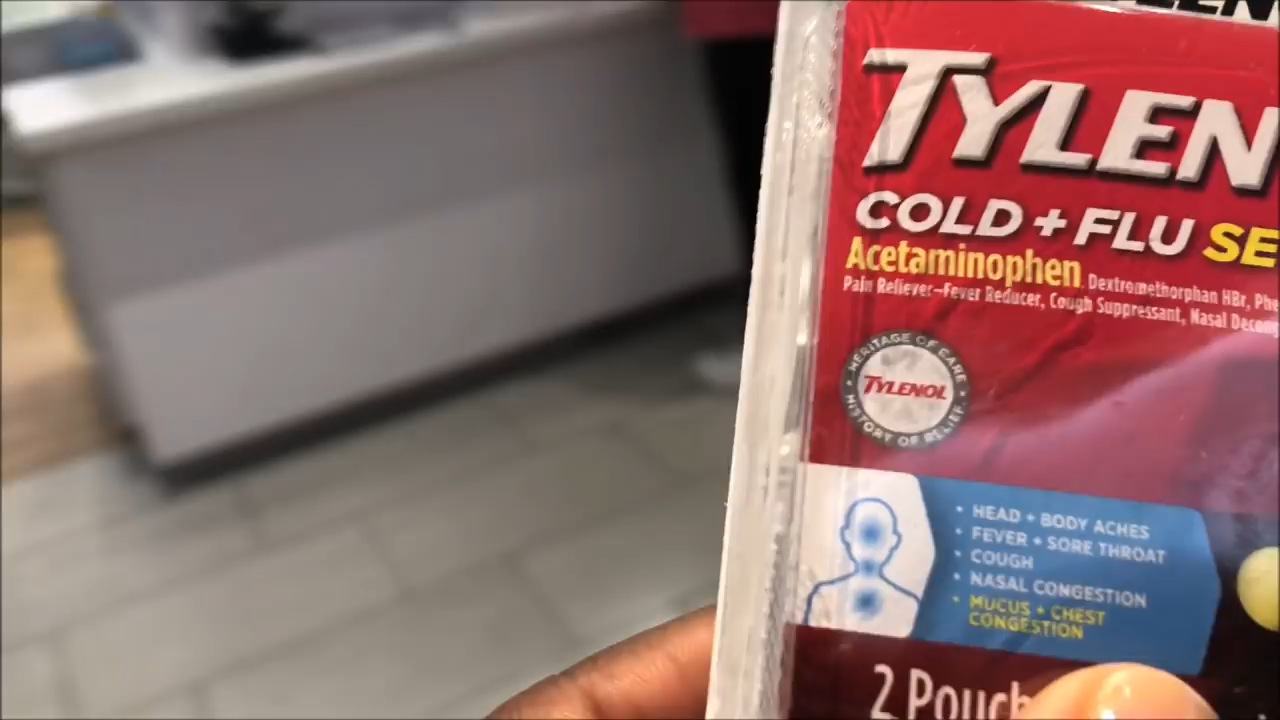 TYLEN
COLD + FLU SE
Acetaminophen, Dextromethorphan HBr, Phe
Pain Reliever–Fever Reducer, Cough Suppressant, Nasal Decon
HERITAGE OF CARE
TYLENOL
HISTORY OF RELIEF
• HEAD + BODY ACHES
• FEVER + SORE THROAT
• COUGH
• NASAL CONGESTION
• MUCUS + CHEST
CONGESTION
2 Pouch